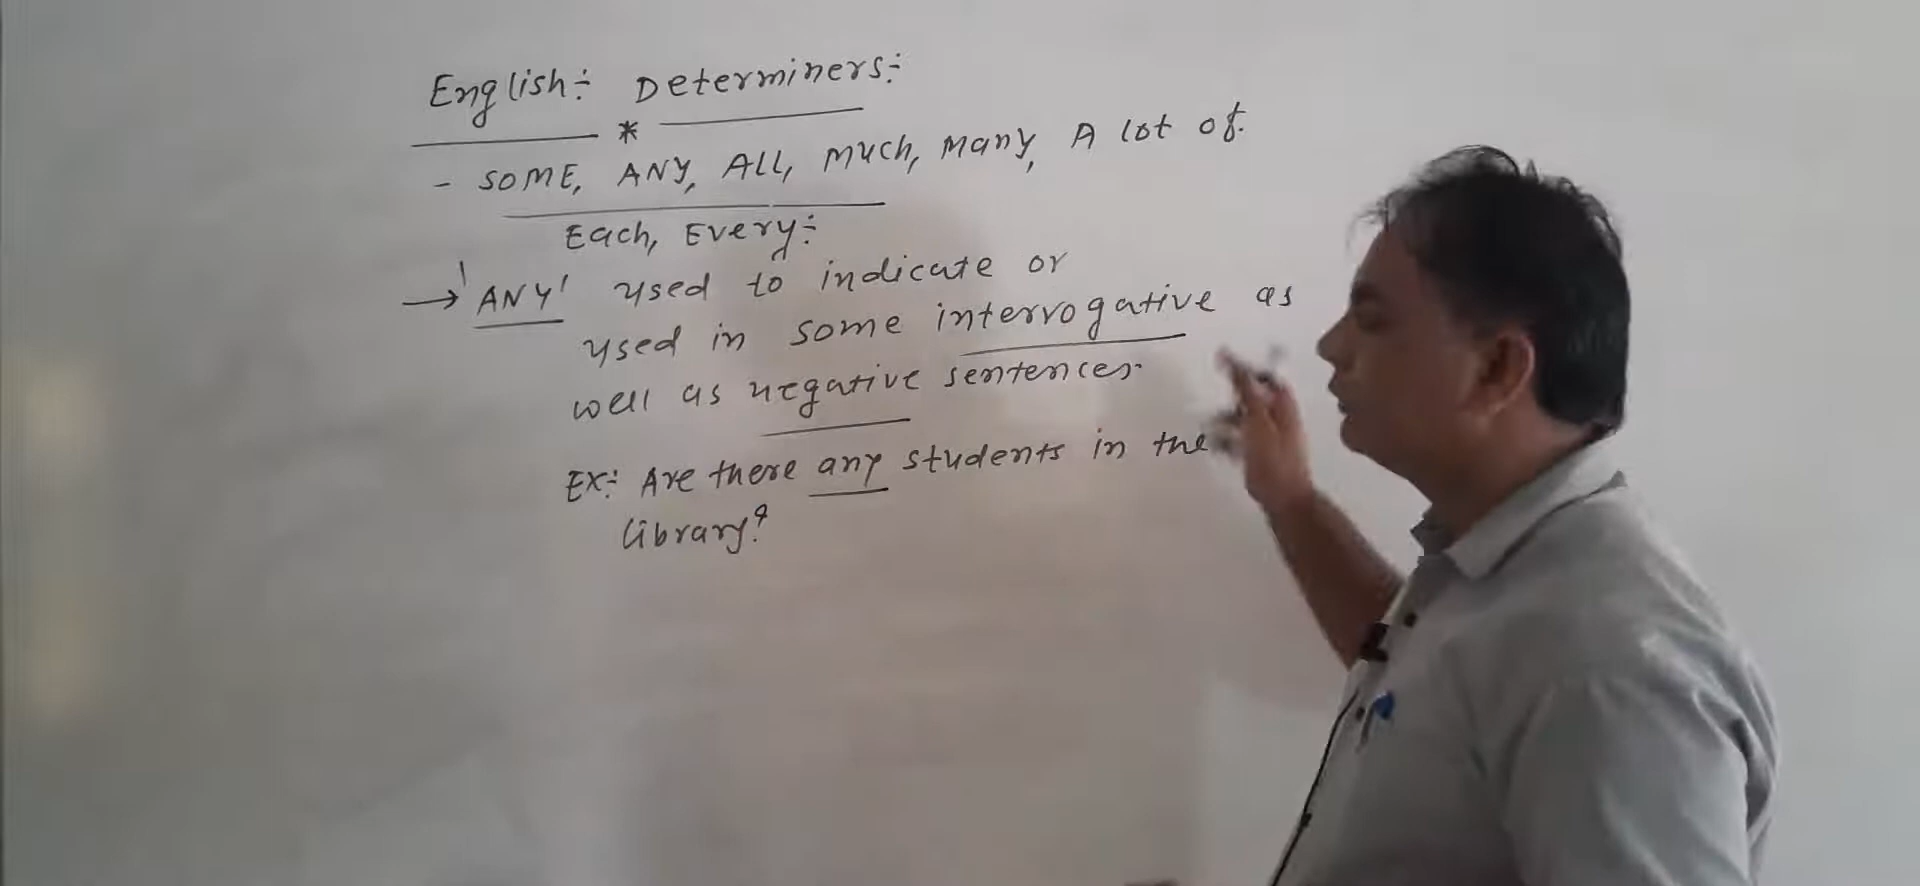 English:- Determiners:-
*
- SOME, ANY, ALL, MUCH, Many, A lot of.
Each, Every:-
→ 'ANY' used to indicate or
used in some interrogative as
well as negative sentences.
Ex:- Are there any students in the
library?